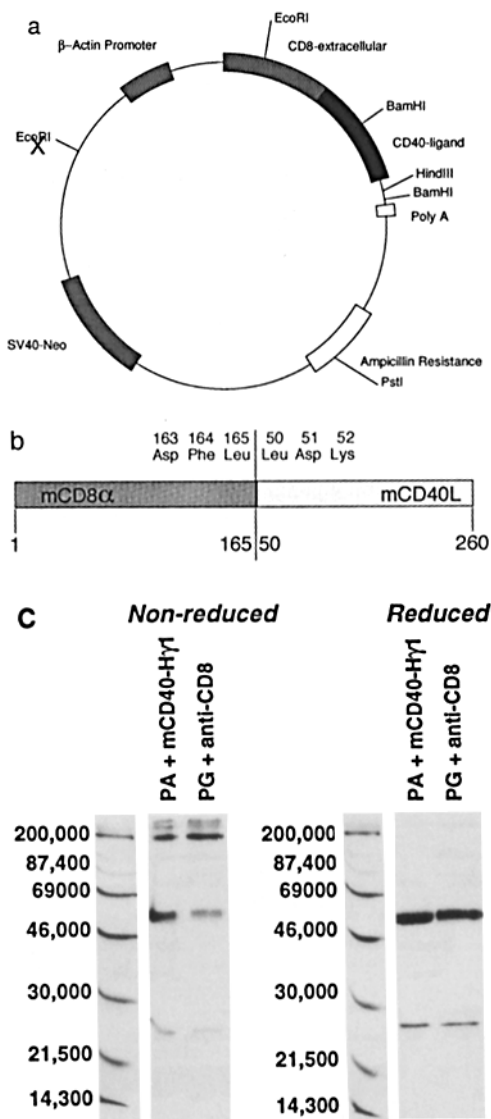 a
EcoRI
β-Actin Promoter
CD8-extracellular
BamHI
EcoRI
X
CD40-ligand
HindIII
BamHI
Poly A
SV40-Neo
Ampicillin Resistance
PstI
b
163 164 165 50 51 52
Asp Phe Leu Leu Asp Lys
mCD8α mCD40L
1 165 50 260
C
Non-reduced Reduced
PA + mCD40-Hγ1
PG + anti-CD8
PA + mCD40-Hγ1
PG + anti-CD8
200,000
87,400
69000
46,000
30,000
21,500
14,300
200,000
87,400
69000
46,000
30,000
21,500
14,300